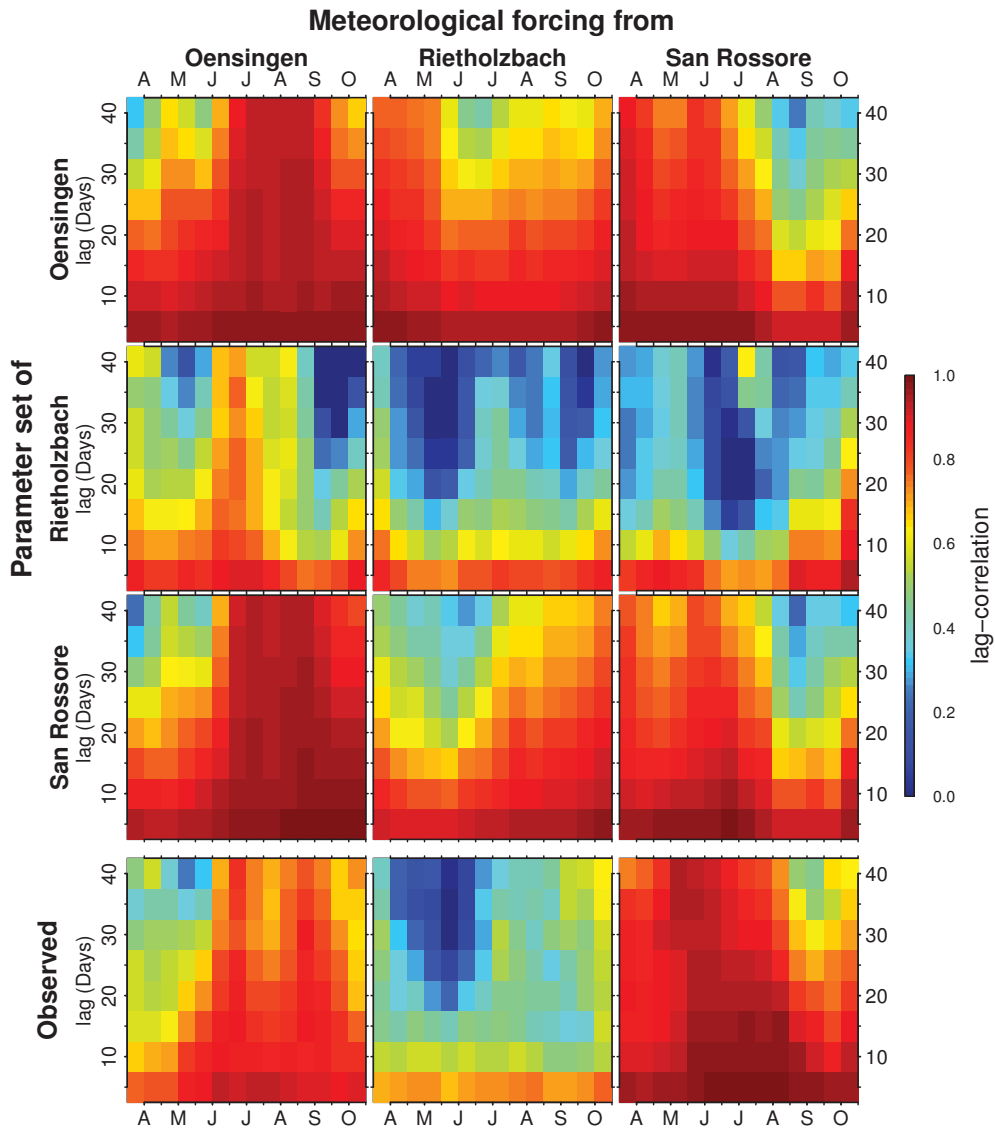 Meteorological forcing from
Oensingen Rietholzbach San Rossore
A M J J A S O A M J J A S O A M J J A S O
Parameter set of
Oensingen
lag (Days)
40 30 20 10
40 30 20 10
Rietholzbach
lag (Days)
40 30 20 10
40 30 20 10
San Rossore
lag (Days)
40 30 20 10
40 30 20 10
Observed
lag (Days)
40 30 20 10
40 30 20 10
A M J J A S O A M J J A S O A M J J A S O
1.0
0.8
0.6
0.4
0.2
0.0
lag−correlation